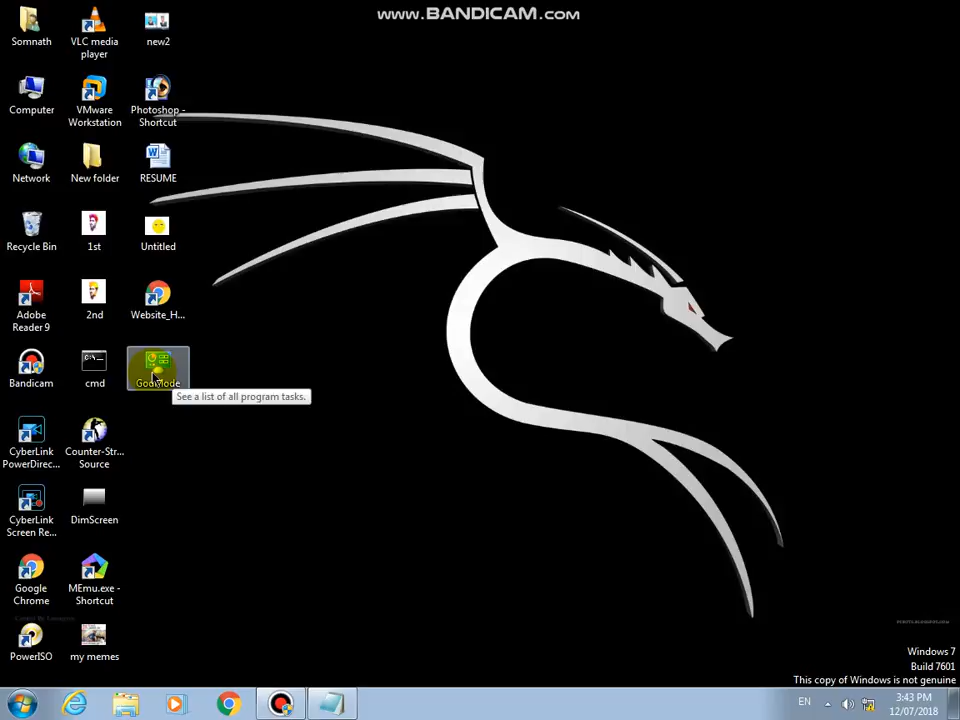 www.BANDICAM.com
Somnath
VLC media
player
new2
Computer
VMware
Workstation
Photoshop -
Shortcut
Network
New folder
RESUME
Recycle Bin
1st
Untitled
Adobe
Reader 9
2nd
Website_H...
Bandicam
cmd
GodMode
See a list of all program tasks.
CyberLink
PowerDirec...
Counter-Str...
Source
CyberLink
Screen Re...
DimScreen
Google
Chrome
MEmu.exe -
Shortcut
PowerISO
my memes
Windows 7
Build 7601
This copy of Windows is not genuine
EN
3:43 PM
12/07/2018